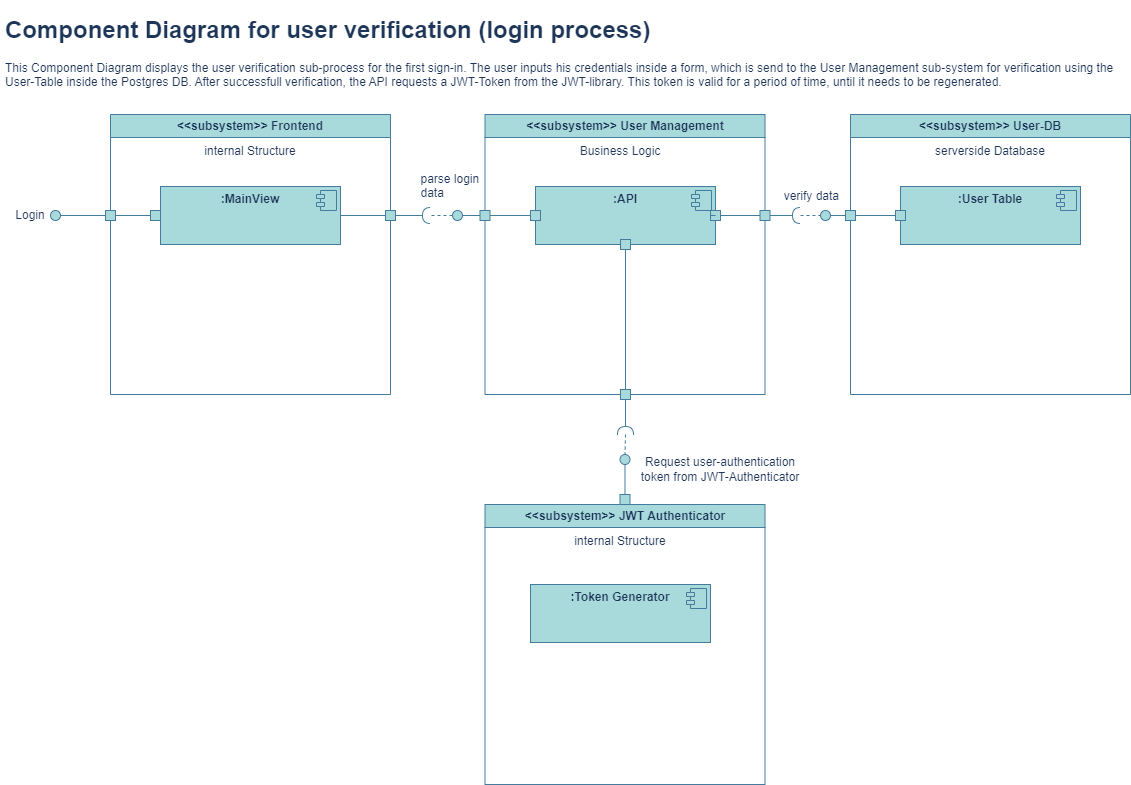 Component Diagram for user verification (login process)
This Component Diagram displays the user verification sub-process for the first sign-in. The user inputs his credentials inside a form, which is send to the User Management sub-system for verification using the
User-Table inside the Postgres DB. After successfull verification, the API requests a JWT-Token from the JWT-library. This token is valid for a period of time, until it needs to be regenerated.
<<subsystem>> Frontend
internal Structure
:MainView
Login
parse login
data
<<subsystem>> User Management
Business Logic
:API
verify data
<<subsystem>> User-DB
serverside Database
:User Table
Request user-authentication
token from JWT-Authenticator
<<subsystem>> JWT Authenticator
internal Structure
:Token Generator